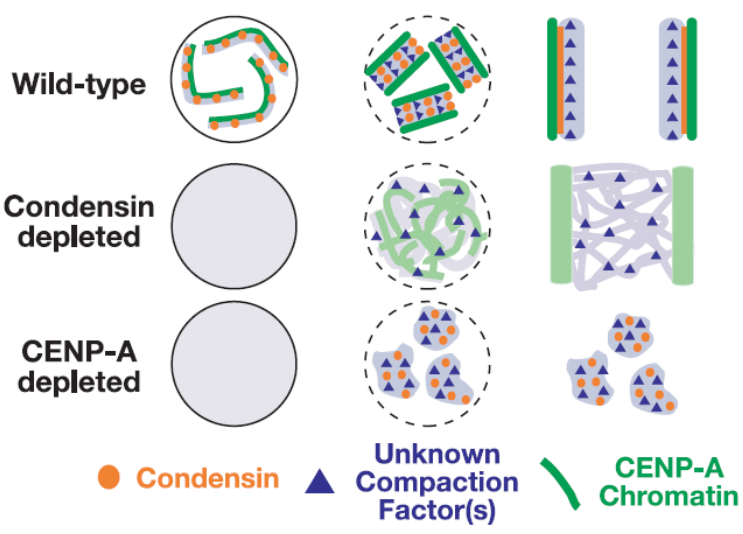 Wild-type
Condensin
depleted
CENP-A
depleted
Condensin
Unknown
Compaction
Factor(s)
CENP-A
Chromatin